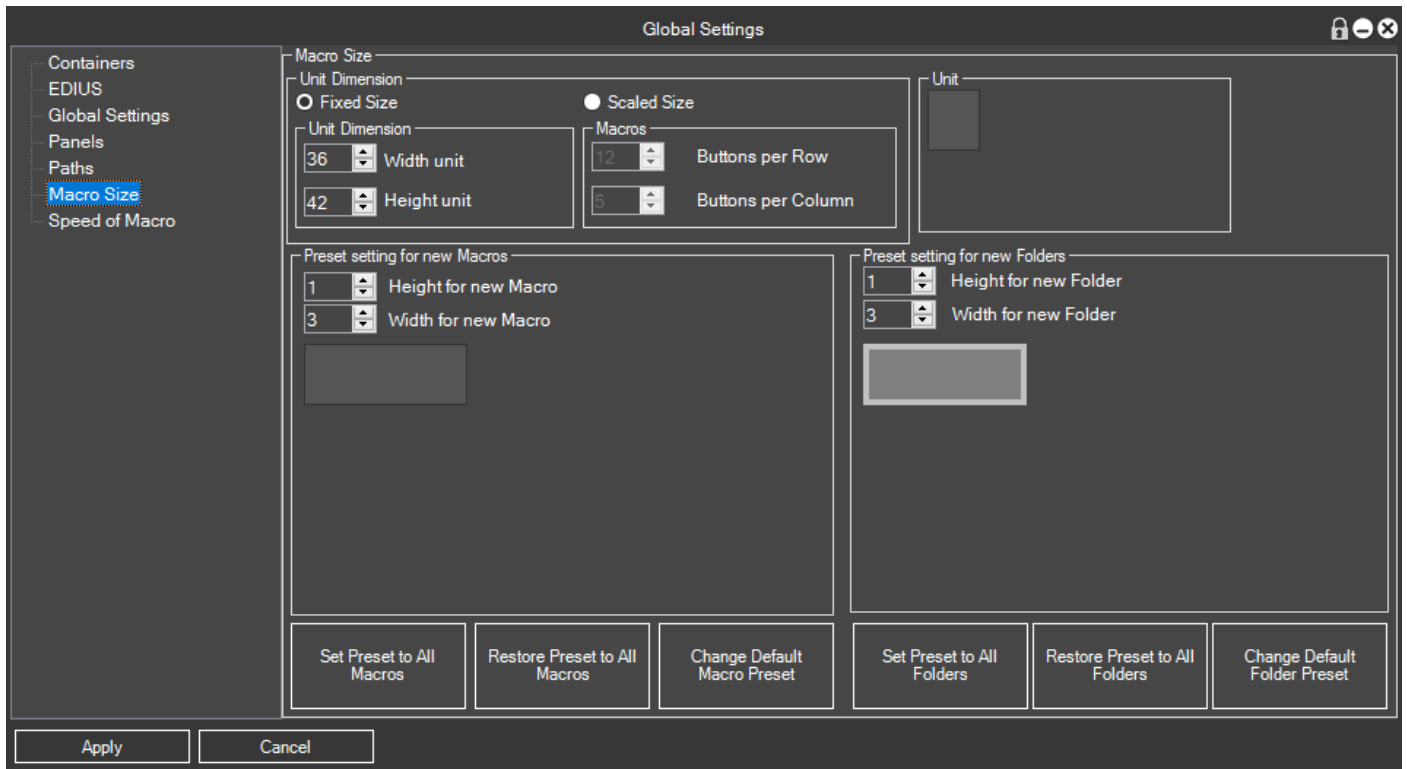 Global Settings
Containers
EDIUS
Global Settings
Panels
Paths
Macro Size
Speed of Macro
Macro Size
Unit Dimension
Fixed Size
Scaled Size
Unit Dimension
36 Width unit
42 Height unit
Macros
12 Buttons per Row
5 Buttons per Column
Unit
Preset setting for new Macros
1 Height for new Macro
3 Width for new Macro
Preset setting for new Folders
1 Height for new Folder
3 Width for new Folder
Set Preset to All
Macros
Restore Preset to All
Macros
Change Default
Macro Preset
Set Preset to All
Folders
Restore Preset to All
Folders
Change Default
Folder Preset
Apply
Cancel